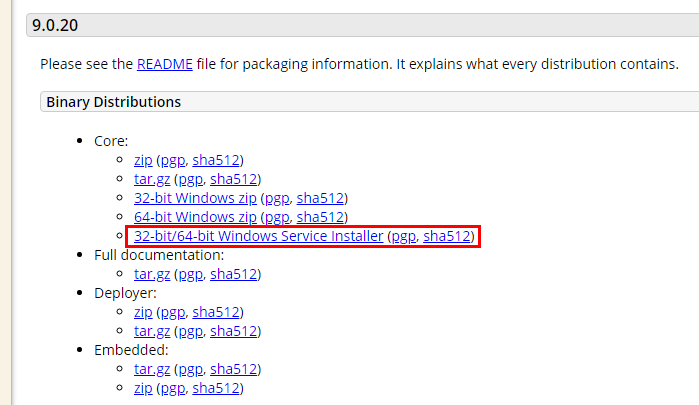 9.0.20
Please see the README file for packaging information. It explains what every distribution contains.
Binary Distributions
Core:
zip (pgp, sha512)
tar.gz (pgp, sha512)
32-bit Windows zip (pgp, sha512)
64-bit Windows zip (pgp, sha512)
32-bit/64-bit Windows Service Installer (pgp, sha512)
Full documentation:
tar.gz (pgp, sha512)
Deployer:
zip (pgp, sha512)
tar.gz (pgp, sha512)
Embedded:
tar.gz (pgp, sha512)
zip (pgp, sha512)